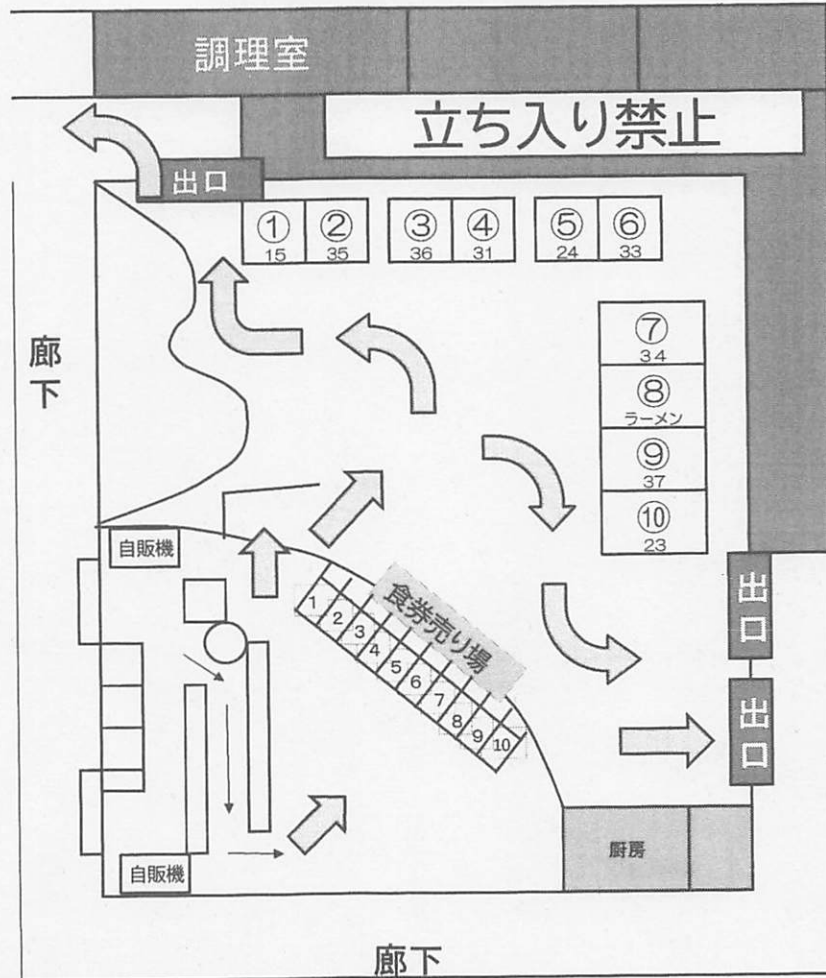 調理室
立ち入り禁止
出口
① ② ③ ④ ⑤ ⑥
15 35 36 31 24 33
⑦
34
⑧
ラーメン
⑨
37
⑩
23
廊下
自販機
食券売り場
1 2 3 4 5 6 7 8 9 10
出口
出口
自販機
厨房
廊下